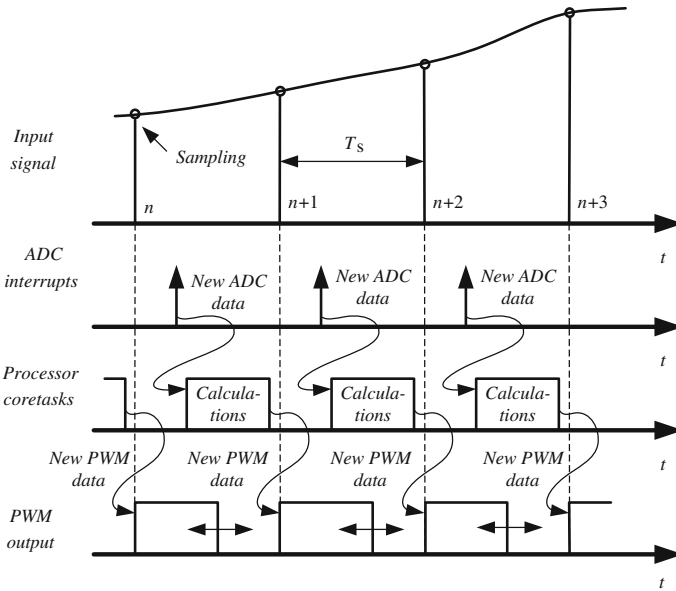 Input
signal
Sampling
Ts
n
n+1
n+2
n+3
t
ADC
interrupts
New ADC
data
New ADC
data
New ADC
data
t
Processor
coretasks
Calcula-
tions
Calcula-
tions
Calcula-
tions
t
New PWM
data
New PWM
data
New PWM
data
New PWM
data
PWM
output
t